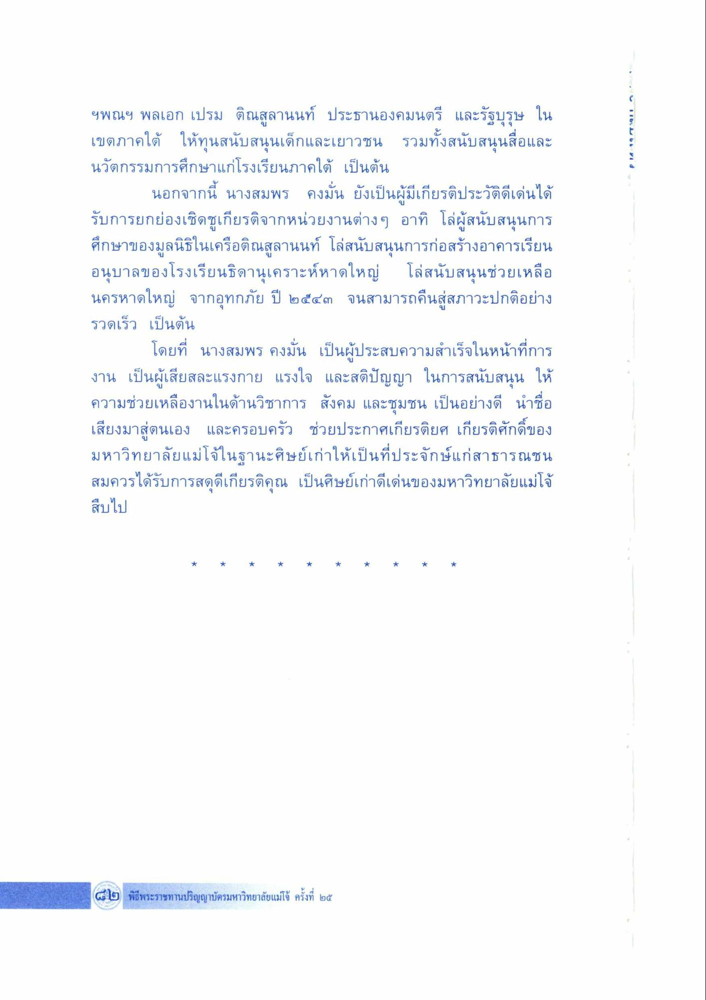 ฯพณฯ พลเอก เปรม ติณสูลานนท์ ประธานองคมนตรี และรัฐบุรุษ ใน
เขตภาคใต้ ให้ทุนสนับสนุนเด็กและเยาวชน รวมทั้งสนับสนุนสื่อและ
นวัตกรรมการศึกษาแก่โรงเรียนภาคใต้ เป็นต้น
นอกจากนี้ นางสมพร คงมั่น ยังเป็นผู้มีเกียรติประวัติดีเด่นได้
รับการยกย่องเชิดชูเกียรติจากหน่วยงานต่างๆ อาทิ โล่ผู้สนับสนุนการ
ศึกษาของมูลนิธิในเครือติณสูลานนท์ โล่สนับสนุนการก่อสร้างอาคารเรียน
อนุบาลของโรงเรียนธิดานุเคราะห์หาดใหญ่ โล่สนับสนุนช่วยเหลือ
นครหาดใหญ่ จากอุทกภัย ปี ๒๕๔๓ จนสามารถคืนสู่สภาวะปกติอย่าง
รวดเร็ว เป็นต้น
โดยที่ นางสมพร คงมั่น เป็นผู้ประสบความสำเร็จในหน้าที่การ
งาน เป็นผู้เสียสละแรงกาย แรงใจ และสติปัญญา ในการสนับสนุน ให้
ความช่วยเหลืองานในด้านวิชาการ สังคม และชุมชน เป็นอย่างดี นำชื่อ
เสียงมาสู่ตนเอง และครอบครัว ช่วยประกาศเกียรติยศ เกียรติศักดิ์ของ
มหาวิทยาลัยแม่โจ้ในฐานะศิษย์เก่าให้เป็นที่ประจักษ์แก่สาธารณชน
สมควรได้รับการสดุดีเกียรติคุณ เป็นศิษย์เก่าดีเด่นของมหาวิทยาลัยแม่โจ้
สืบไป
* * * * * * * * * *
๘๒ พิธีพระราชทานปริญญาบัตรมหาวิทยาลัยแม่โจ้ ครั้งที่ ๒๕